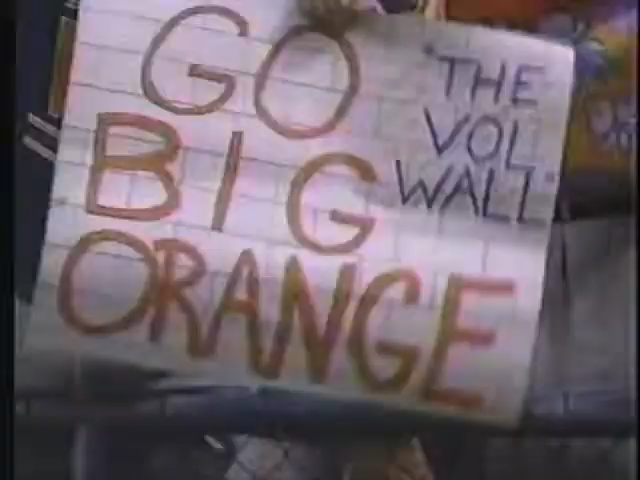 GO
BIG
ORANGE
"THE
VOL
WALL"